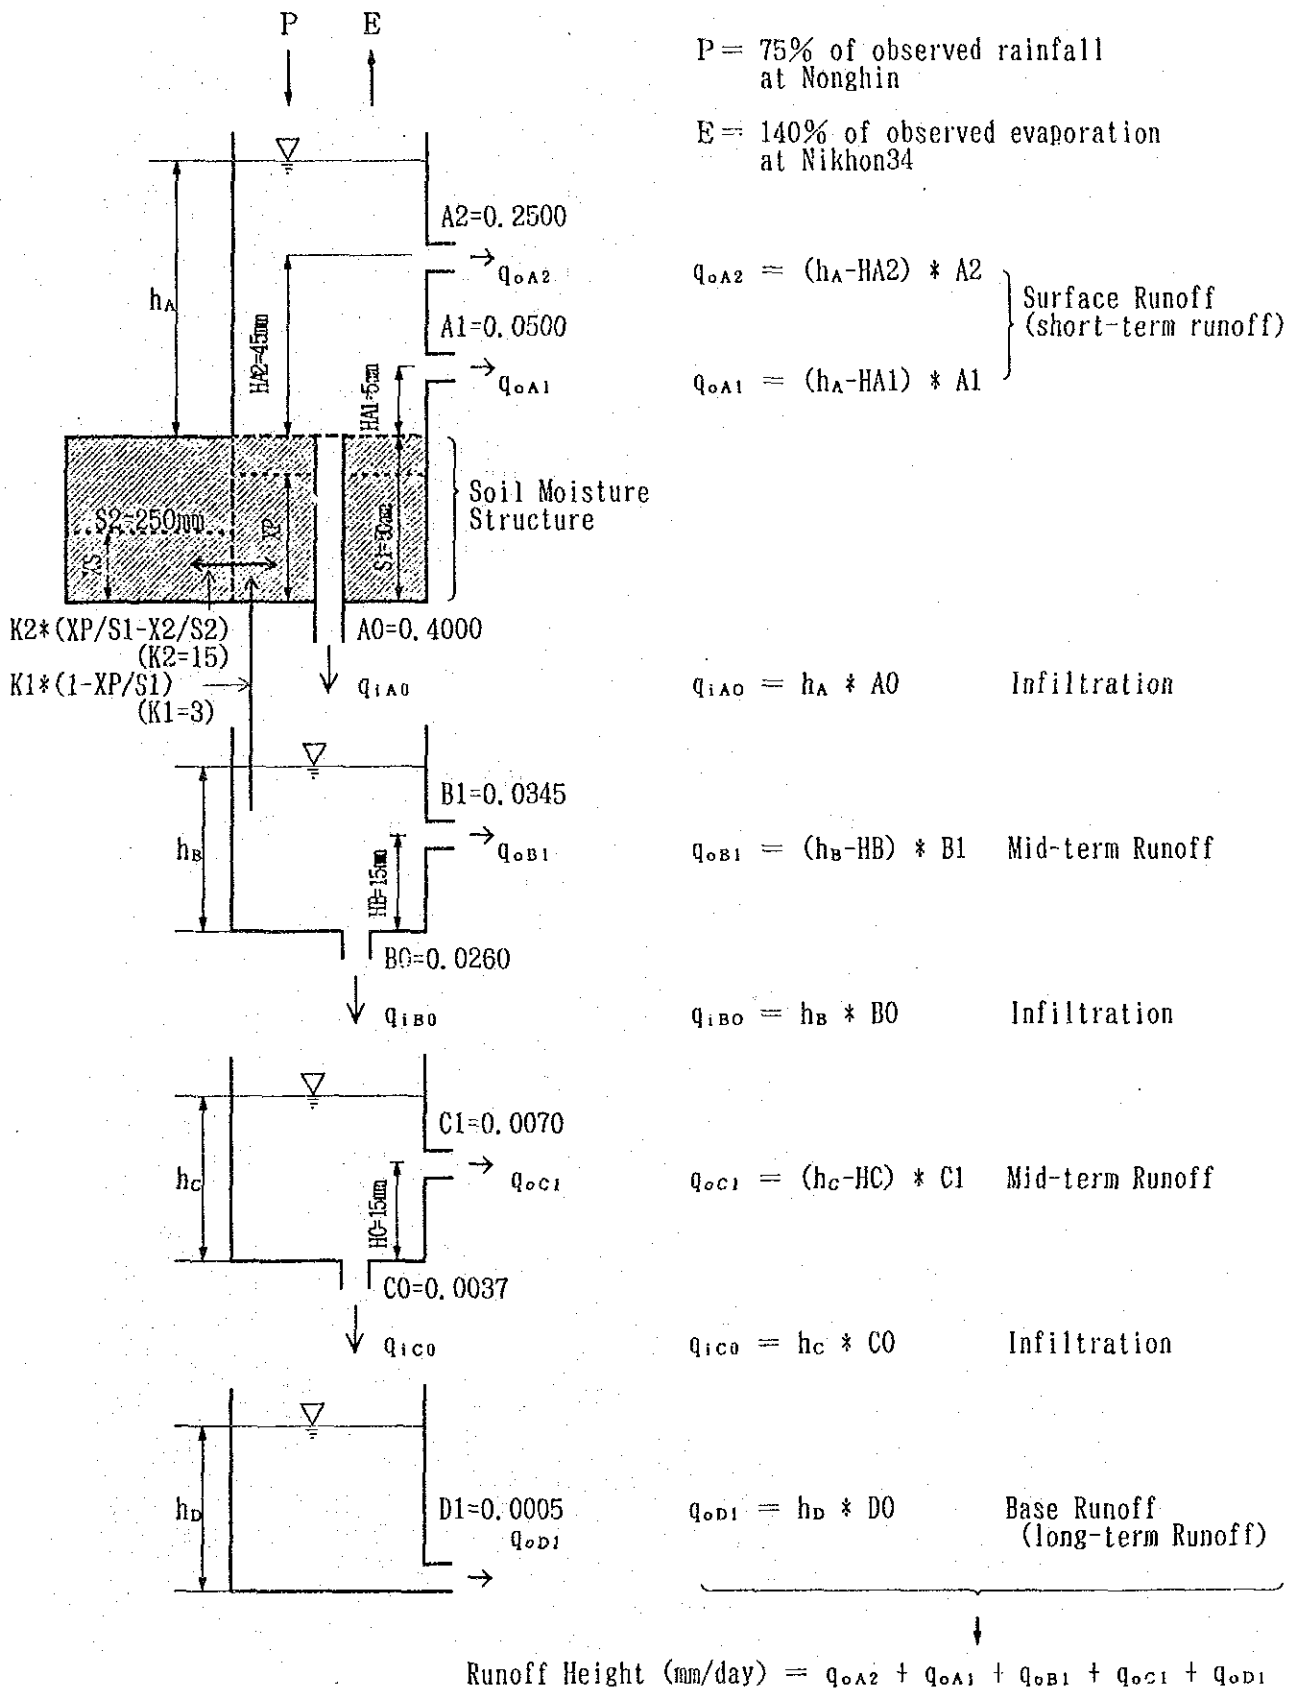 P E
P = 75% of observed rainfall
at Nonghin
E = 140% of observed evaporation
at Nikhon34
A2=0.2500
qoA2
qoA2 = (hA-HA2) * A2
hA
HA2=45mm
A1=0.0500
qoA1
HA1=5mm
qoA1 = (hA-HA1) * A1
Surface Runoff
(short-term runoff)
S2=250mm
XS
XP
S1=50mm
Soil Moisture
Structure
K2*(XP/S1-X2/S2)
(K2=15)
K1*(1-XP/S1)
(K1=3)
A0=0.4000
qiA0
qiA0 = hA * A0 Infiltration
B1=0.0345
hB
HB=15mm
qoB1
qoB1 = (hB-HB) * B1 Mid-term Runoff
B0=0.0260
qiB0
qiB0 = hB * B0 Infiltration
C1=0.0070
hC
HC=15mm
qoC1
qoC1 = (hC-HC) * C1 Mid-term Runoff
C0=0.0037
qiC0
qiC0 = hC * C0 Infiltration
hD
D1=0.0005
qoD1
qoD1 = hD * D0 Base Runoff
(long-term Runoff)
Runoff Height (mm/day) = qoA2 + qoA1 + qoB1 + qoC1 + qoD1